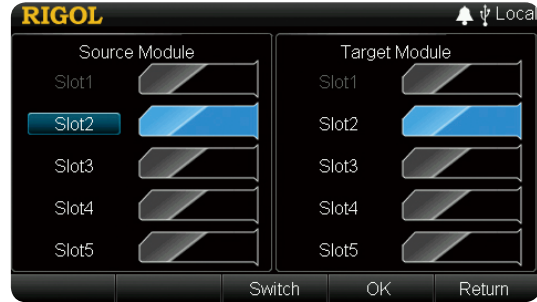 RIGOL Local
Source Module
Slot1
Slot2
Slot3
Slot4
Slot5
Target Module
Slot1
Slot2
Slot3
Slot4
Slot5
Switch OK Return